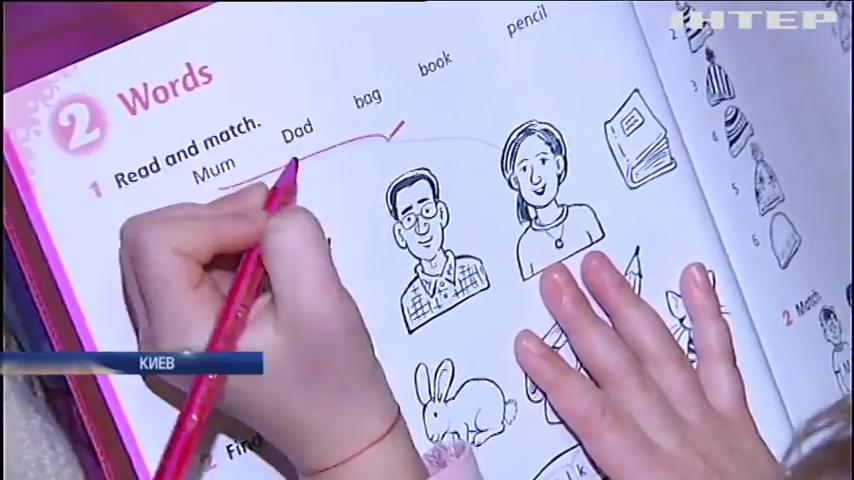 ІНТЕР
2 Words
1 Read and match.
Mum Dad bag book pencil
2
3
4
5
6
2 Match
КИЕВ
2 Find